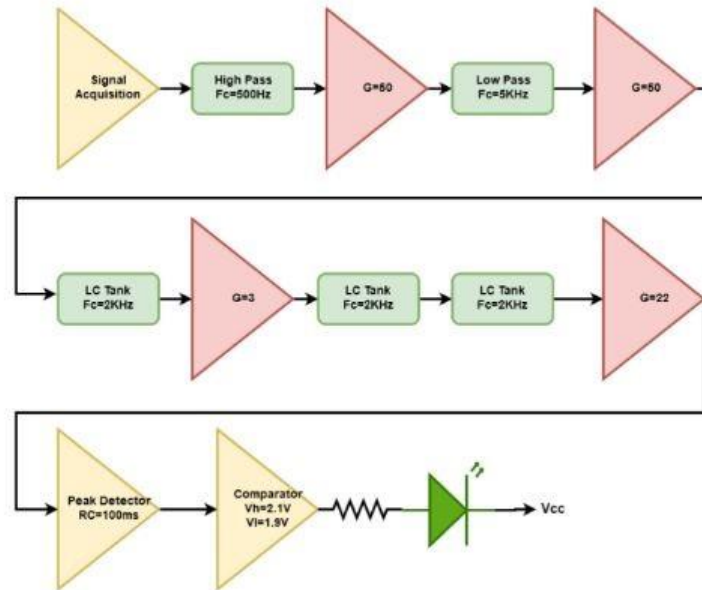 Signal
Acquisition
High Pass
Fc=500Hz
G=50
Low Pass
Fc=5KHz
G=50
LC Tank
Fc=2KHz
G=3
LC Tank
Fc=2KHz
LC Tank
Fc=2KHz
G=22
Peak Detector
RC=100ms
Comparator
Vh=2.1V
Vl=1.9V
Vcc